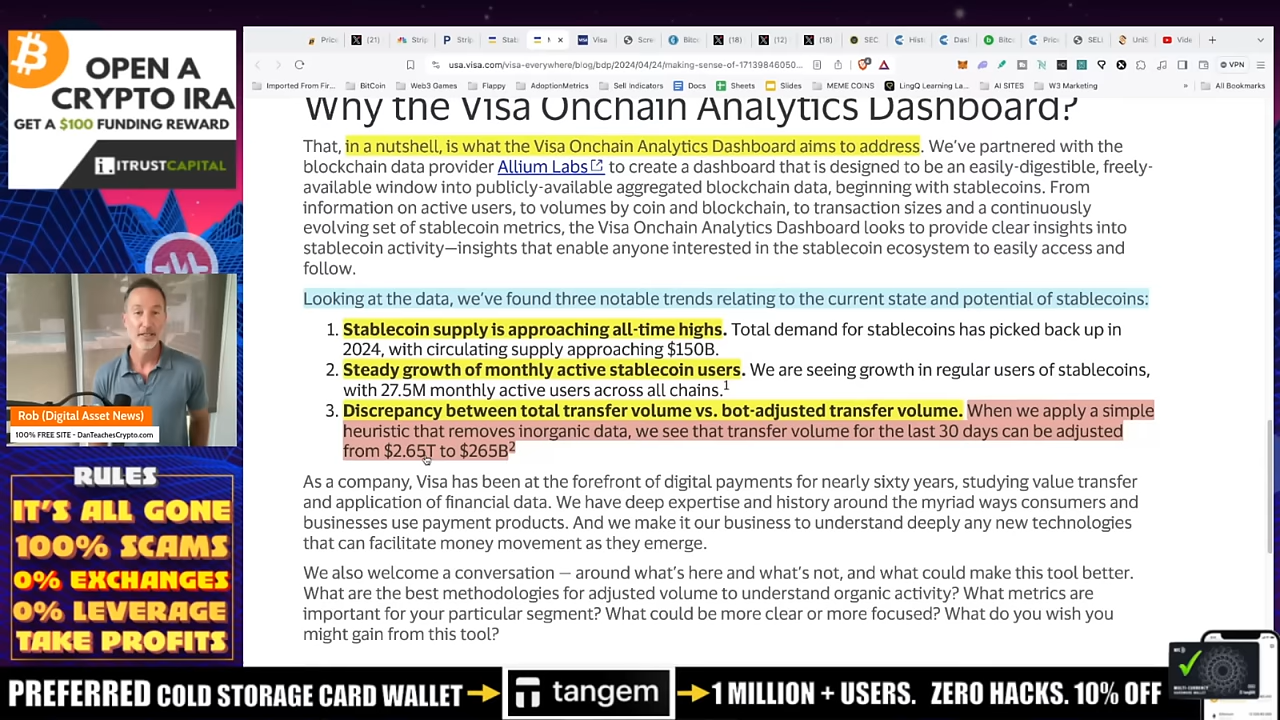 OPEN A
CRYPTO IRA
GET A $100 FUNDING REWARD
i.ITRUSTCAPITAL
Rob (Digital Asset News)
100% FREE SITE - DanTeachesCrypto.com
RULES
IT'S ALL GONE
100% SCAMS
0% EXCHANGES
0% LEVERAGE
TAKE PROFITS
Price
(21)
Strip
Strip
Stab
M
Visa
Scre
Bitc
(18)
(12)
(18)
SEC
Hist
Dasl
Bitc
Price
SELI
UniS
Vide
usa.visa.com/visa-everywhere/blog/bdp/2024/04/24/making-sense-of-17139846050...
VPN
Imported From Fir...
BitCoin
Web3 Games
Flappy
AdoptionMetrics
Sell Indicators
Docs
Sheets
Slides
MEME COINS
LingQ Learning La...
AI SITES
W3 Marketing
»
All Bookmarks
Why the Visa Onchain Analytics Dashboard?
That, in a nutshell, is what the Visa Onchain Analytics Dashboard aims to address. We've partnered with the
blockchain data provider Allium Labs to create a dashboard that is designed to be an easily-digestible, freely-
available window into publicly-available aggregated blockchain data, beginning with stablecoins. From
information on active users, to volumes by coin and blockchain, to transaction sizes and a continuously
evolving set of stablecoin metrics, the Visa Onchain Analytics Dashboard looks to provide clear insights into
stablecoin activity—insights that enable anyone interested in the stablecoin ecosystem to easily access and
follow.
Looking at the data, we've found three notable trends relating to the current state and potential of stablecoins:
1. Stablecoin supply is approaching all-time highs. Total demand for stablecoins has picked back up in
2024, with circulating supply approaching $150B.
2. Steady growth of monthly active stablecoin users. We are seeing growth in regular users of stablecoins,
with 27.5M monthly active users across all chains.1
3. Discrepancy between total transfer volume vs. bot-adjusted transfer volume. When we apply a simple
heuristic that removes inorganic data, we see that transfer volume for the last 30 days can be adjusted
from $2.65T to $265B2
As a company, Visa has been at the forefront of digital payments for nearly sixty years, studying value transfer
and application of financial data. We have deep expertise and history around the myriad ways consumers and
businesses use payment products. And we make it our business to understand deeply any new technologies
that can facilitate money movement as they emerge.
We also welcome a conversation — around what's here and what's not, and what could make this tool better.
What are the best methodologies for adjusted volume to understand organic activity? What metrics are
important for your particular segment? What could be more clear or more focused? What do you wish you
might gain from this tool?
PREFERRED COLD STORAGE CARD WALLET
tangem
1 MILLION + USERS. ZERO HACKS. 10% OFF